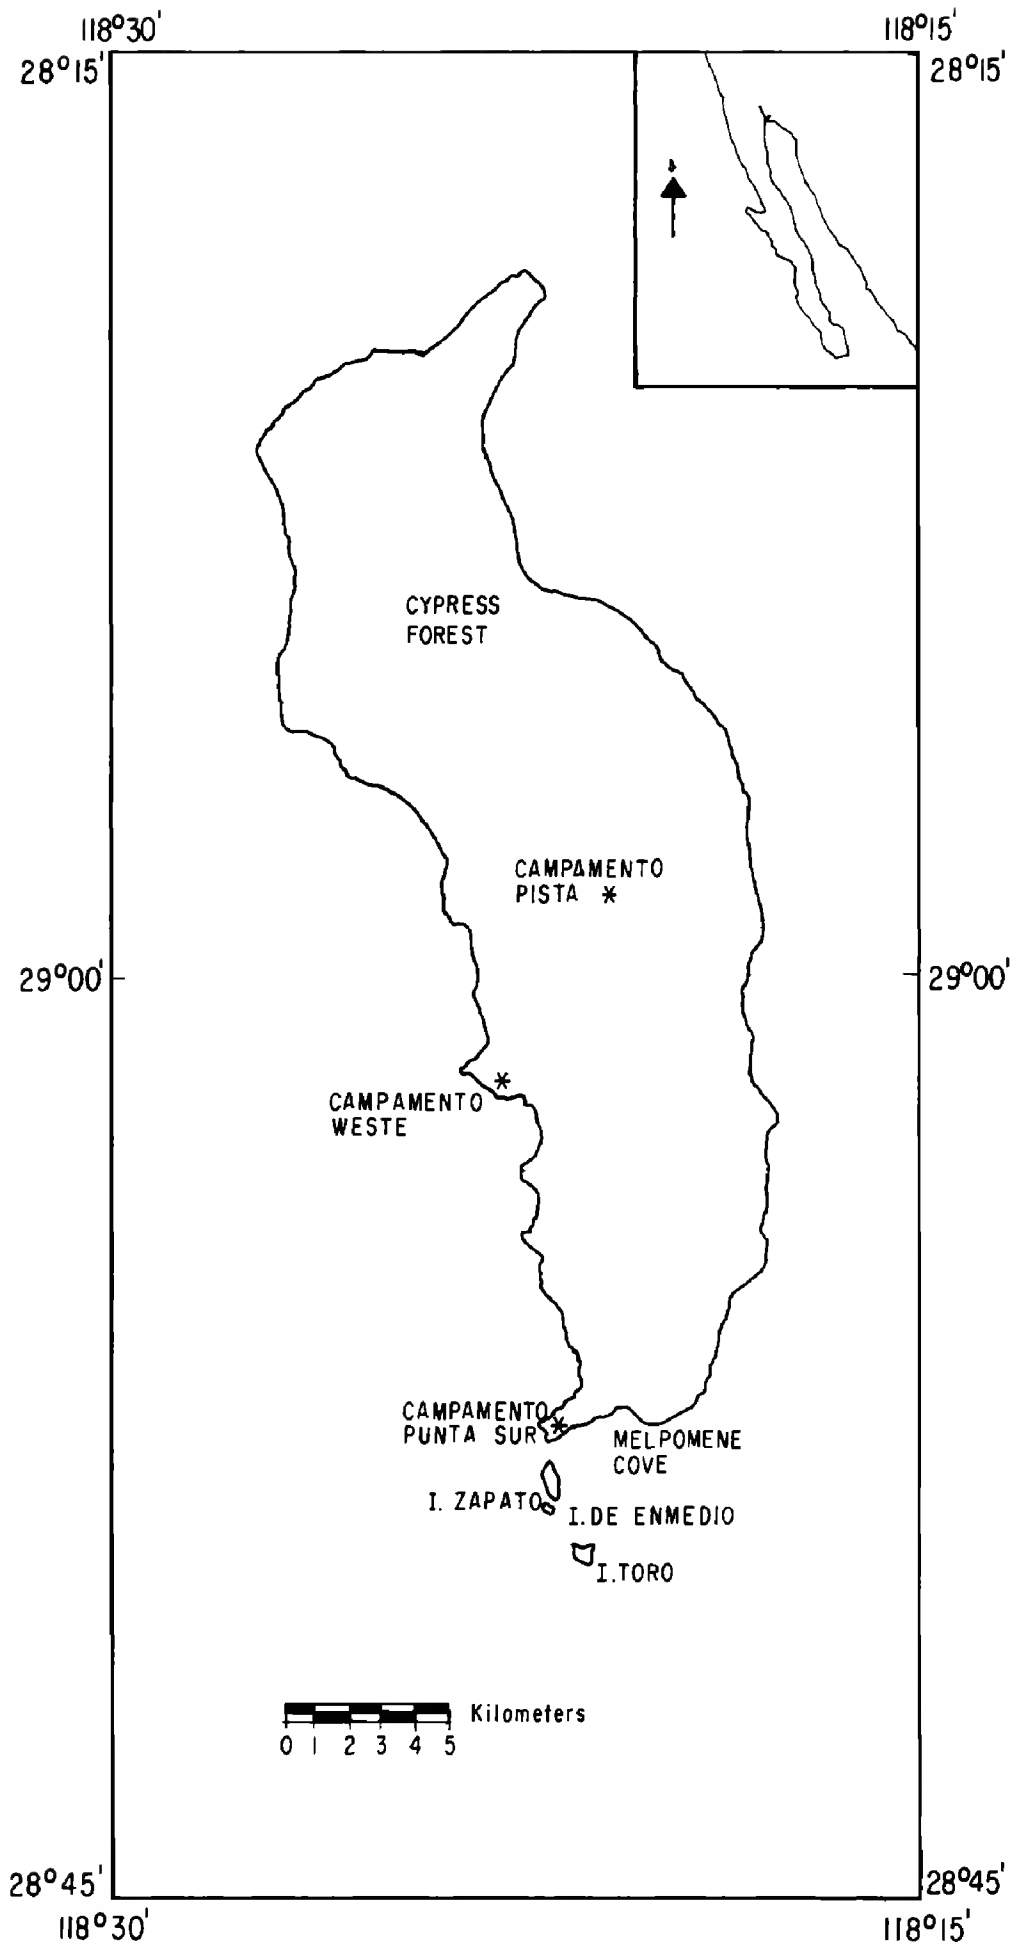 118°30' 118°15'
28°15' 28°15'
CYPRESS
FOREST
CAMPAMENTO
PISTA *
29°00' 29°00'
*
CAMPAMENTO
WESTE
CAMPAMENTO
PUNTA SUR *
MELPOMENE
COVE
I. ZAPATO
I. DE ENMEDIO
I. TORO
Kilometers
0 1 2 3 4 5
28°45' 28°45'
118°30' 118°15'